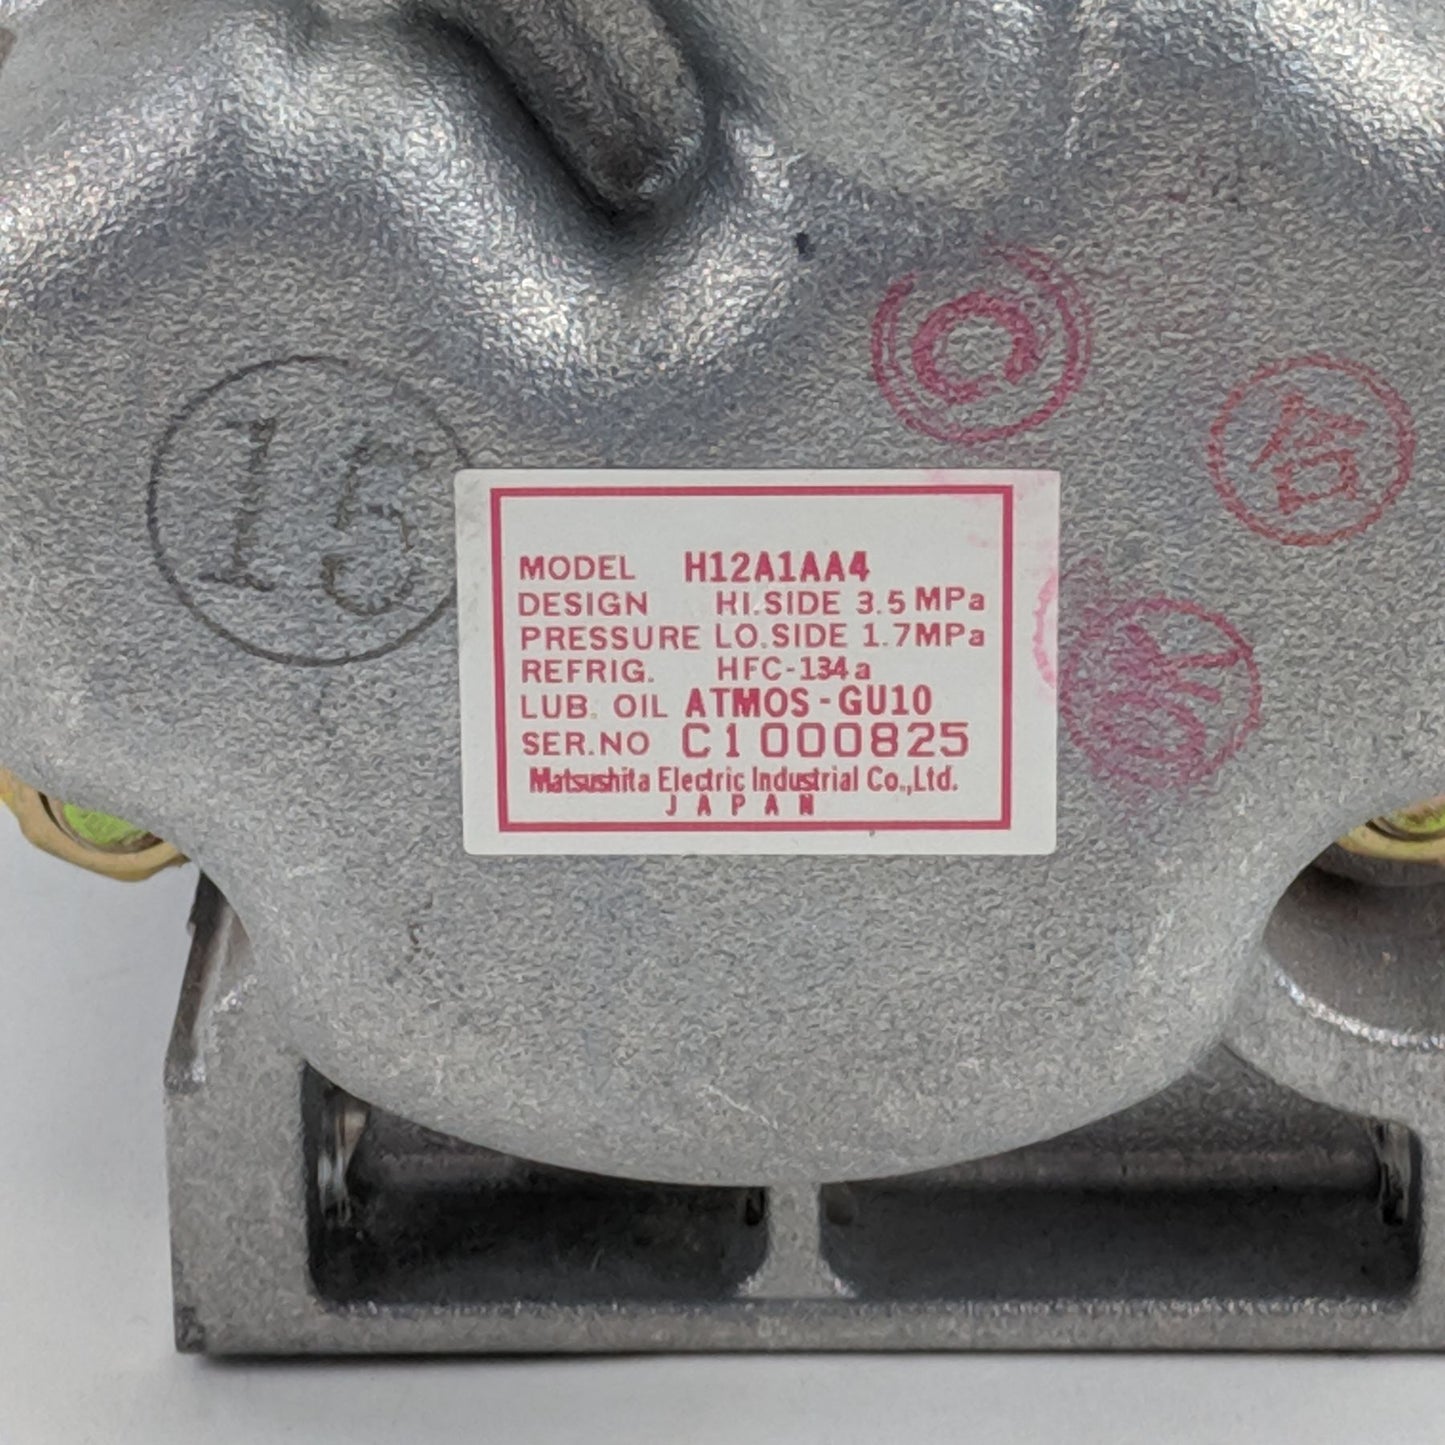 C
合
15
MODEL H12A1AA4
DESIGN HI.SIDE 3.5 MPa
PRESSURE LO.SIDE 1.7MPa
REFRIG. HFC-134a
LUB. OIL ATMOS-GU10
SER.NO C1000825
Matsushita Electric Industrial Co.,Ltd.
JAPAN